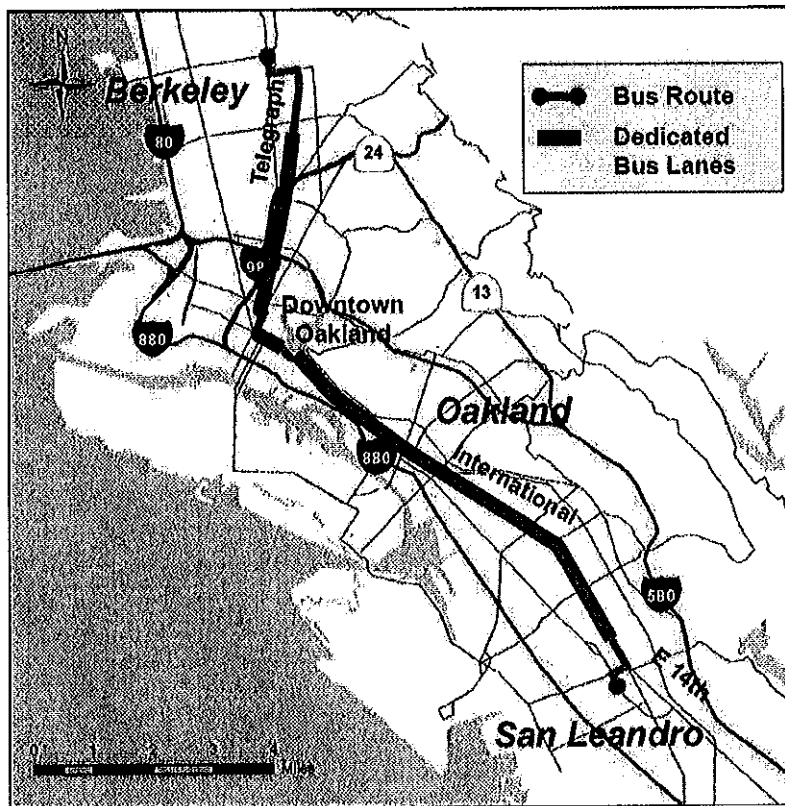 N
Berkeley
Bus Route
Dedicated
Bus Lanes
80
Telegraph
24
98
13
Downtown
Oakland
880
Oakland
880
International
580
E 14th
San Leandro
0 1 2 3 4
Miles